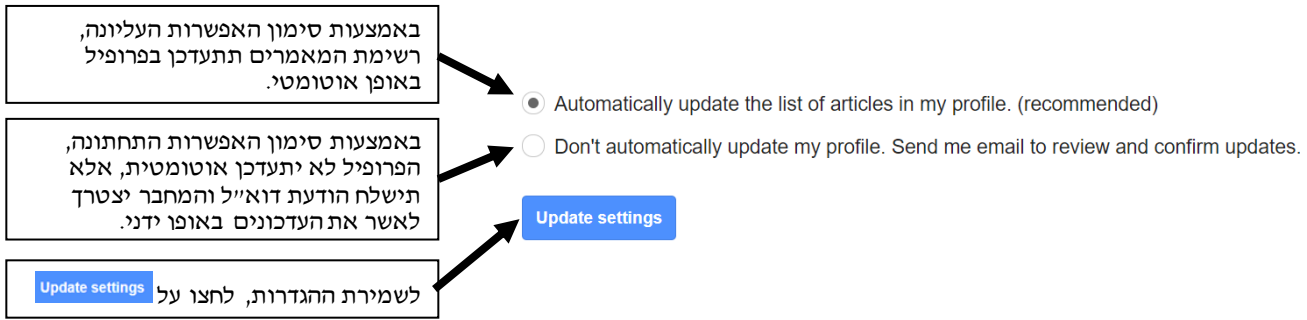 באמצעות סימון האפשרות העליונה,
רשימת המאמרים תתעדכן בפרופיל
באופן אוטומטי.
Automatically update the list of articles in my profile. (recommended)
באמצעות סימון האפשרות התחתונה,
הפרופיל לא יתעדכן אוטומטית, אלא
תישלח הודעת דוא״ל והמחבר יצטרך
לאשר את העדכונים באופן ידני.
Don't automatically update my profile. Send me email to review and confirm updates.
Update settings
לשמירת ההגדרות, לחצו על Update settings